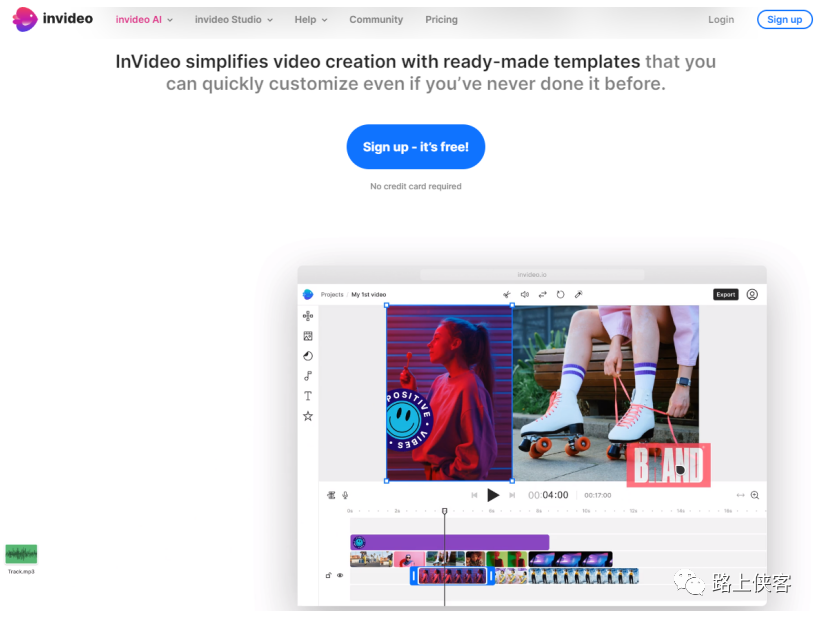 invideo
invideo AI
invideo Studio
Help
Community
Pricing
Login
Sign up
InVideo simplifies video creation with ready-made templates that you
can quickly customize even if you've never done it before.
Sign up - it's free!
No credit card required
invideo.io
Projects / My 1st video
Export
POSITIVE
VIBES
00:04:00
00:17:00
0s
Track.mp3
路上侠客